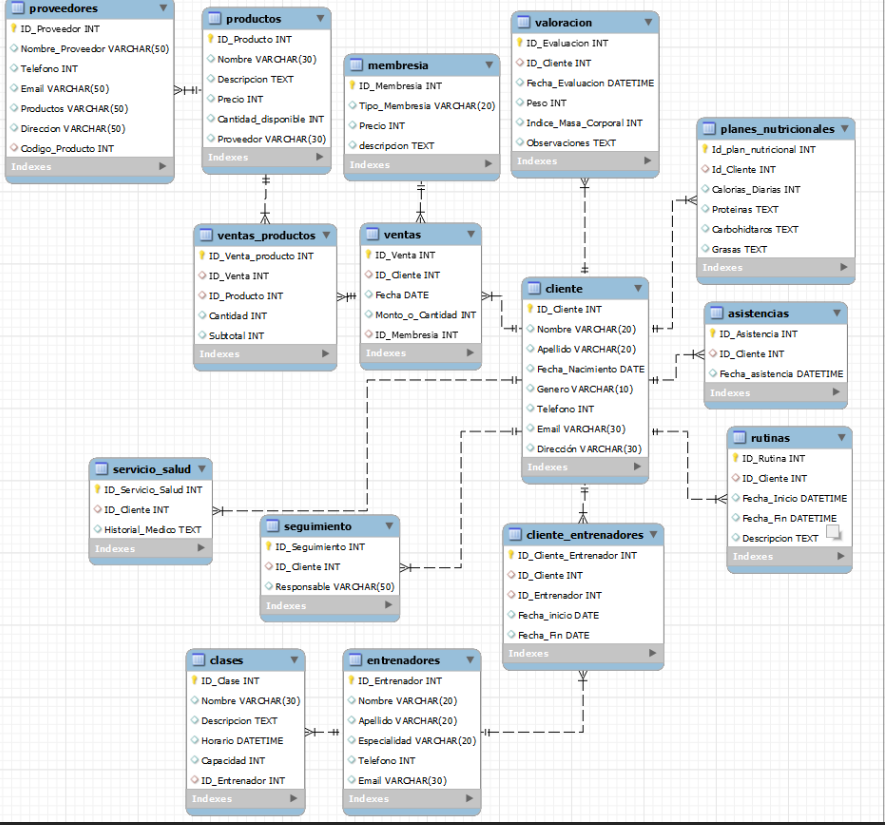 proveedores
ID_Proveedor INT
Nombre_Proveedor VARCHAR(50)
Telefono INT
Email VARCHAR(50)
Productos VARCHAR(50)
Direccion VARCHAR(50)
Codigo_Producto INT
Indexes
productos
ID_Producto INT
Nombre VARCHAR(30)
Descripcion TEXT
Precio INT
Cantidad_disponible INT
Proveedor VARCHAR(30)
Indexes
membresia
ID_Membresia INT
Tipo_Membresia VARCHAR(20)
Precio INT
descripcion TEXT
Indexes
valoracion
ID_Evaluacion INT
ID_Cliente INT
Fecha_Evaluacion DATETIME
Peso INT
Indice_Masa_Corporal INT
Observaciones TEXT
Indexes
planes_nutricionales
Id_plan_nutricional INT
Id_Cliente INT
Calorias_Diarias INT
Proteinas TEXT
Carbohidtaros TEXT
Grasas TEXT
Indexes
ventas_productos
ID_Venta_producto INT
ID_Venta INT
ID_Producto INT
Cantidad INT
Subtotal INT
Indexes
ventas
ID_Venta INT
ID_Cliente INT
Fecha DATE
Monto_o_Cantidad INT
ID_Membresia INT
Indexes
cliente
ID_Cliente INT
Nombre VARCHAR(20)
Apellido VARCHAR(20)
Fecha_Nacimiento DATE
Genero VARCHAR(10)
Telefono INT
Email VARCHAR(30)
Dirección VARCHAR(30)
Indexes
asistencias
ID_Asistencia INT
ID_Cliente INT
Fecha_asistencia DATETIME
Indexes
rutinas
ID_Rutina INT
ID_Cliente INT
Fecha_Inicio DATETIME
Fecha_Fin DATETIME
Descripcion TEXT
Indexes
servicio_salud
ID_Servicio_Salud INT
ID_Cliente INT
Historial_Medico TEXT
Indexes
seguimiento
ID_Seguimiento INT
ID_Cliente INT
Responsable VARCHAR(50)
Indexes
cliente_entrenadores
ID_Cliente_Entrenador INT
ID_Cliente INT
ID_Entrenador INT
Fecha_inicio DATE
Fecha_Fin DATE
Indexes
clases
ID_Clase INT
Nombre VARCHAR(30)
Descripcion TEXT
Horario DATETIME
Capacidad INT
ID_Entrenador INT
Indexes
entrenadores
ID_Entrenador INT
Nombre VARCHAR(20)
Apellido VARCHAR(20)
Especialidad VARCHAR(20)
Telefono INT
Email VARCHAR(30)
Indexes